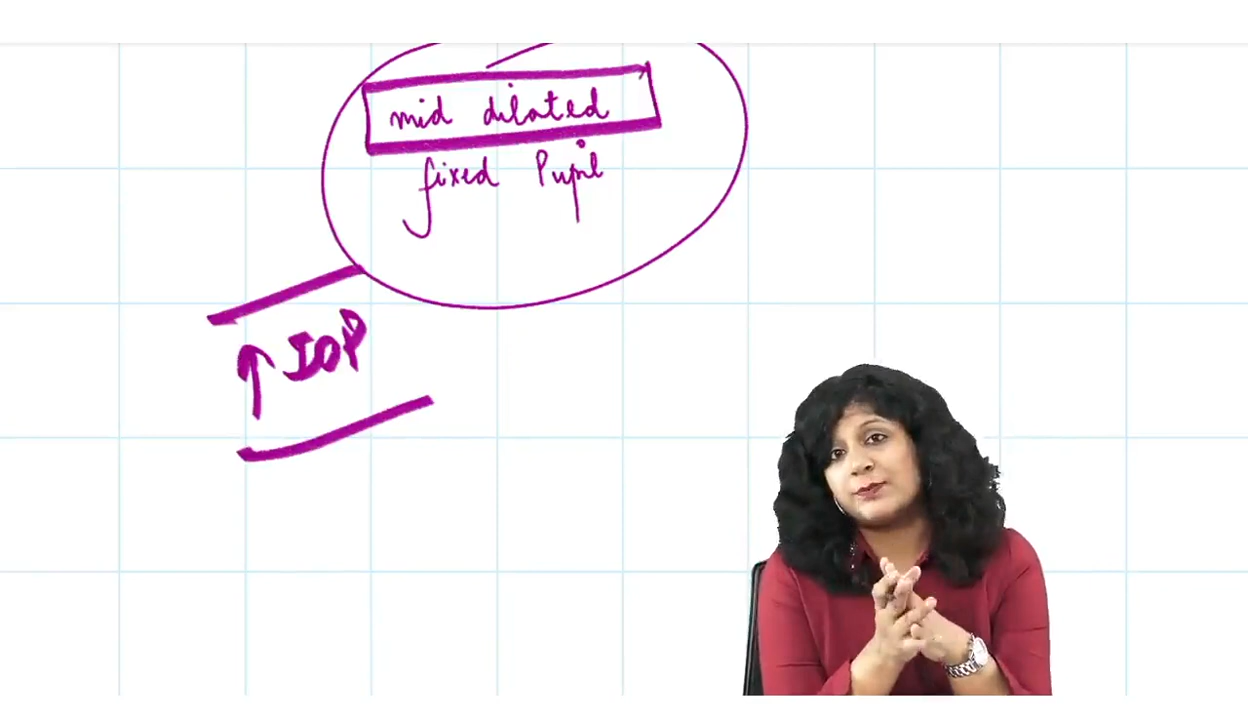 mid dilated
fixed Pupil
↑ IOP